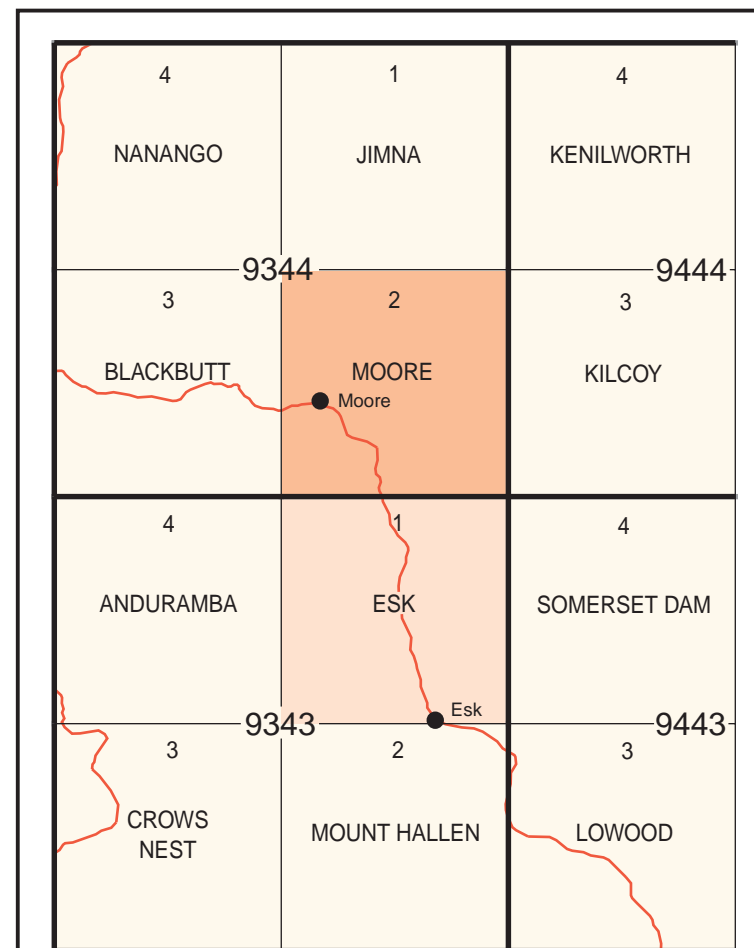 4
1
4
NANANGO
JIMNA
KENILWORTH
9344
9444
3
2
3
BLACKBUTT
MOORE
KILCOY
Moore
4
1
4
ANDURAMBA
ESK
SOMERSET DAM
Esk
9343
9443
3
2
3
CROWS
NEST
MOUNT HALLEN
LOWOOD